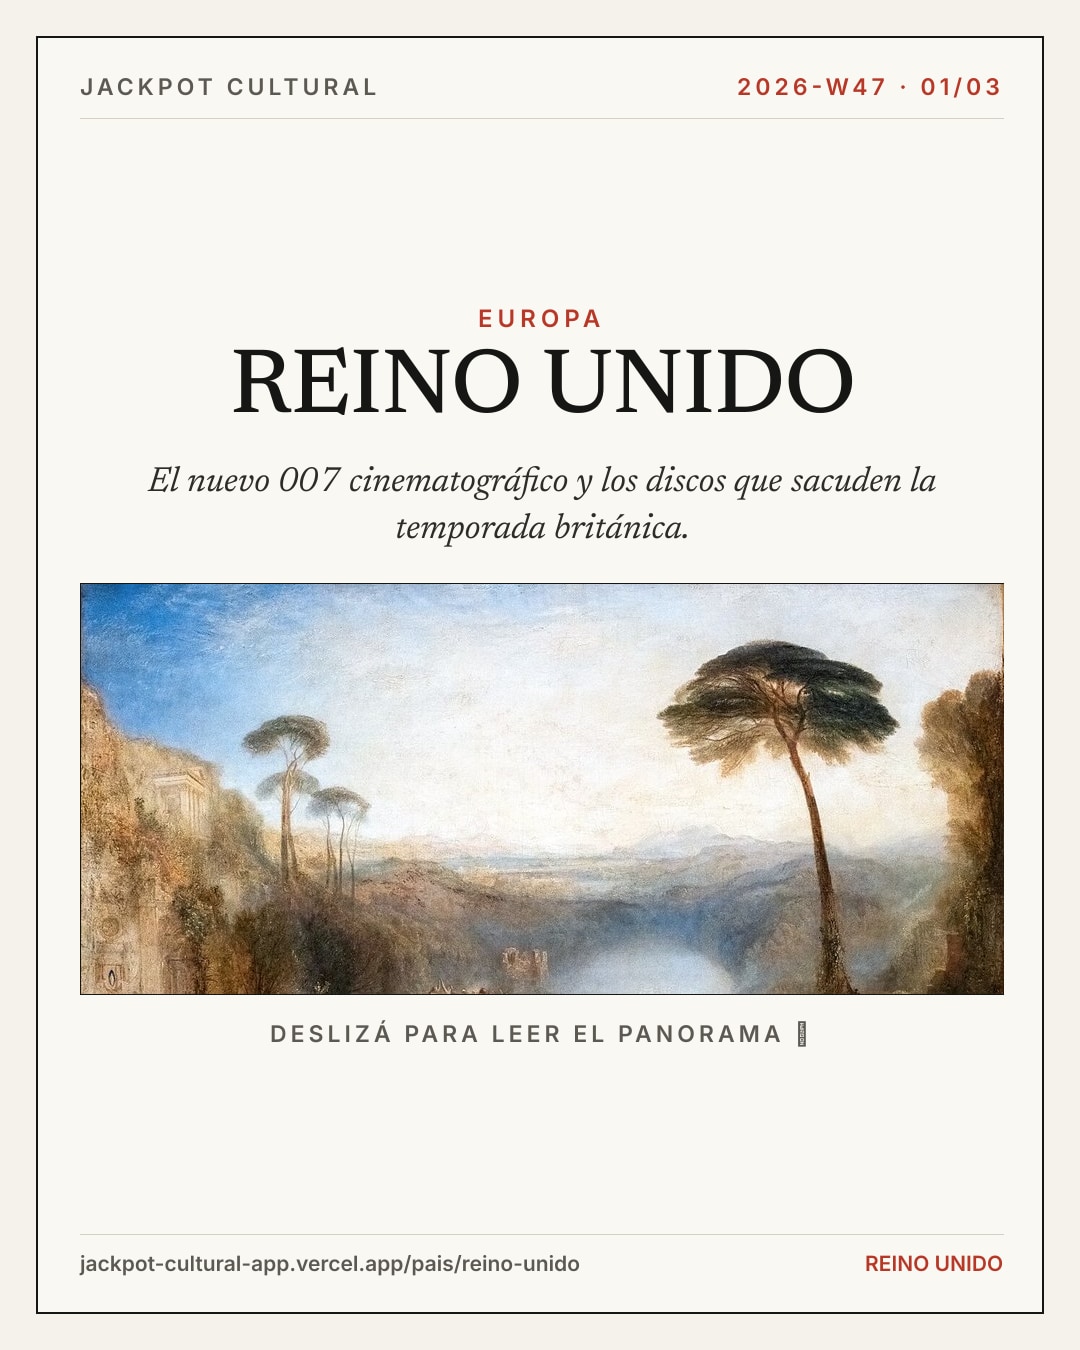 JACKPOT CULTURAL
2026-W47 · 01/03
EUROPA
REINO UNIDO
El nuevo 007 cinematográfico y los discos que sacuden la
temporada británica.
DESLIZÁ PARA LEER EL PANORAMA
jackpot-cultural-app.vercel.app/pais/reino-unido
REINO UNIDO